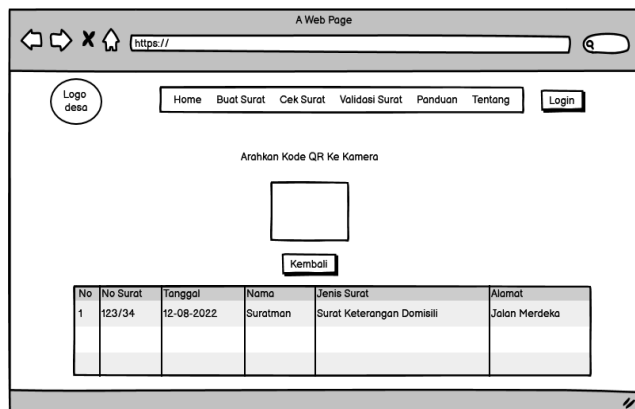 A Web Page
https://
Logo
desa
Home Buat Surat Cek Surat Validasi Surat Panduan Tentang
Login
Arahkan Kode QR Ke Kamera
Kembali
No No Surat Tanggal Nama Jenis Surat Alamat
1 123/34 12-08-2022 Suratman Surat Keterangan Domisili Jalan Merdeka